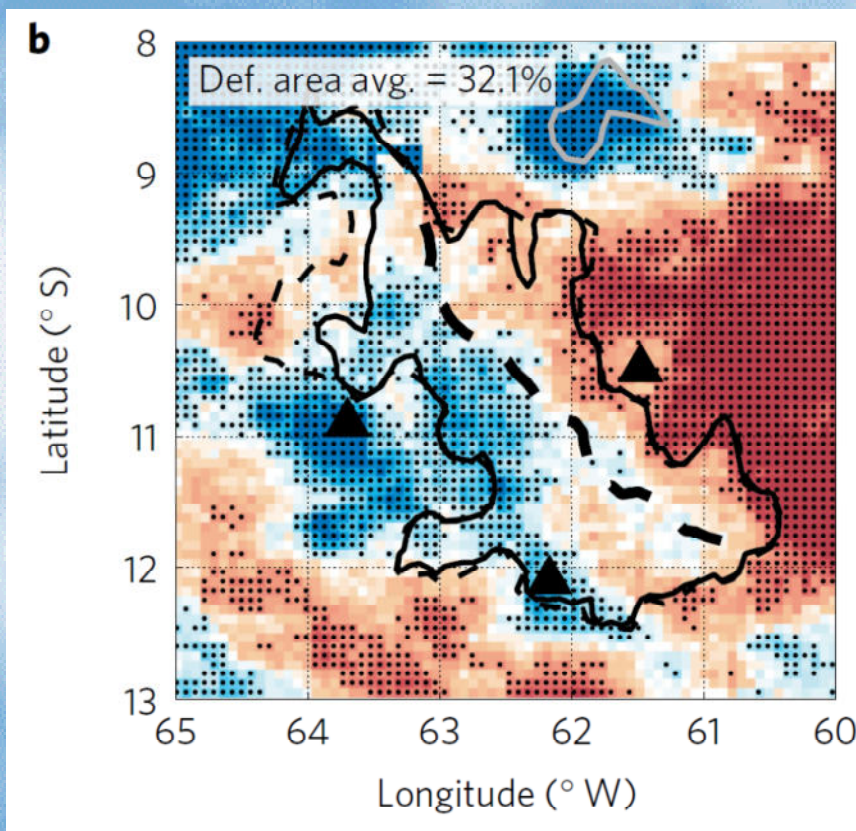 b
Def. area avg. = 32.1%
8
9
10
11
12
13
Latitude (° S)
65 64 63 62 61 60
Longitude (° W)